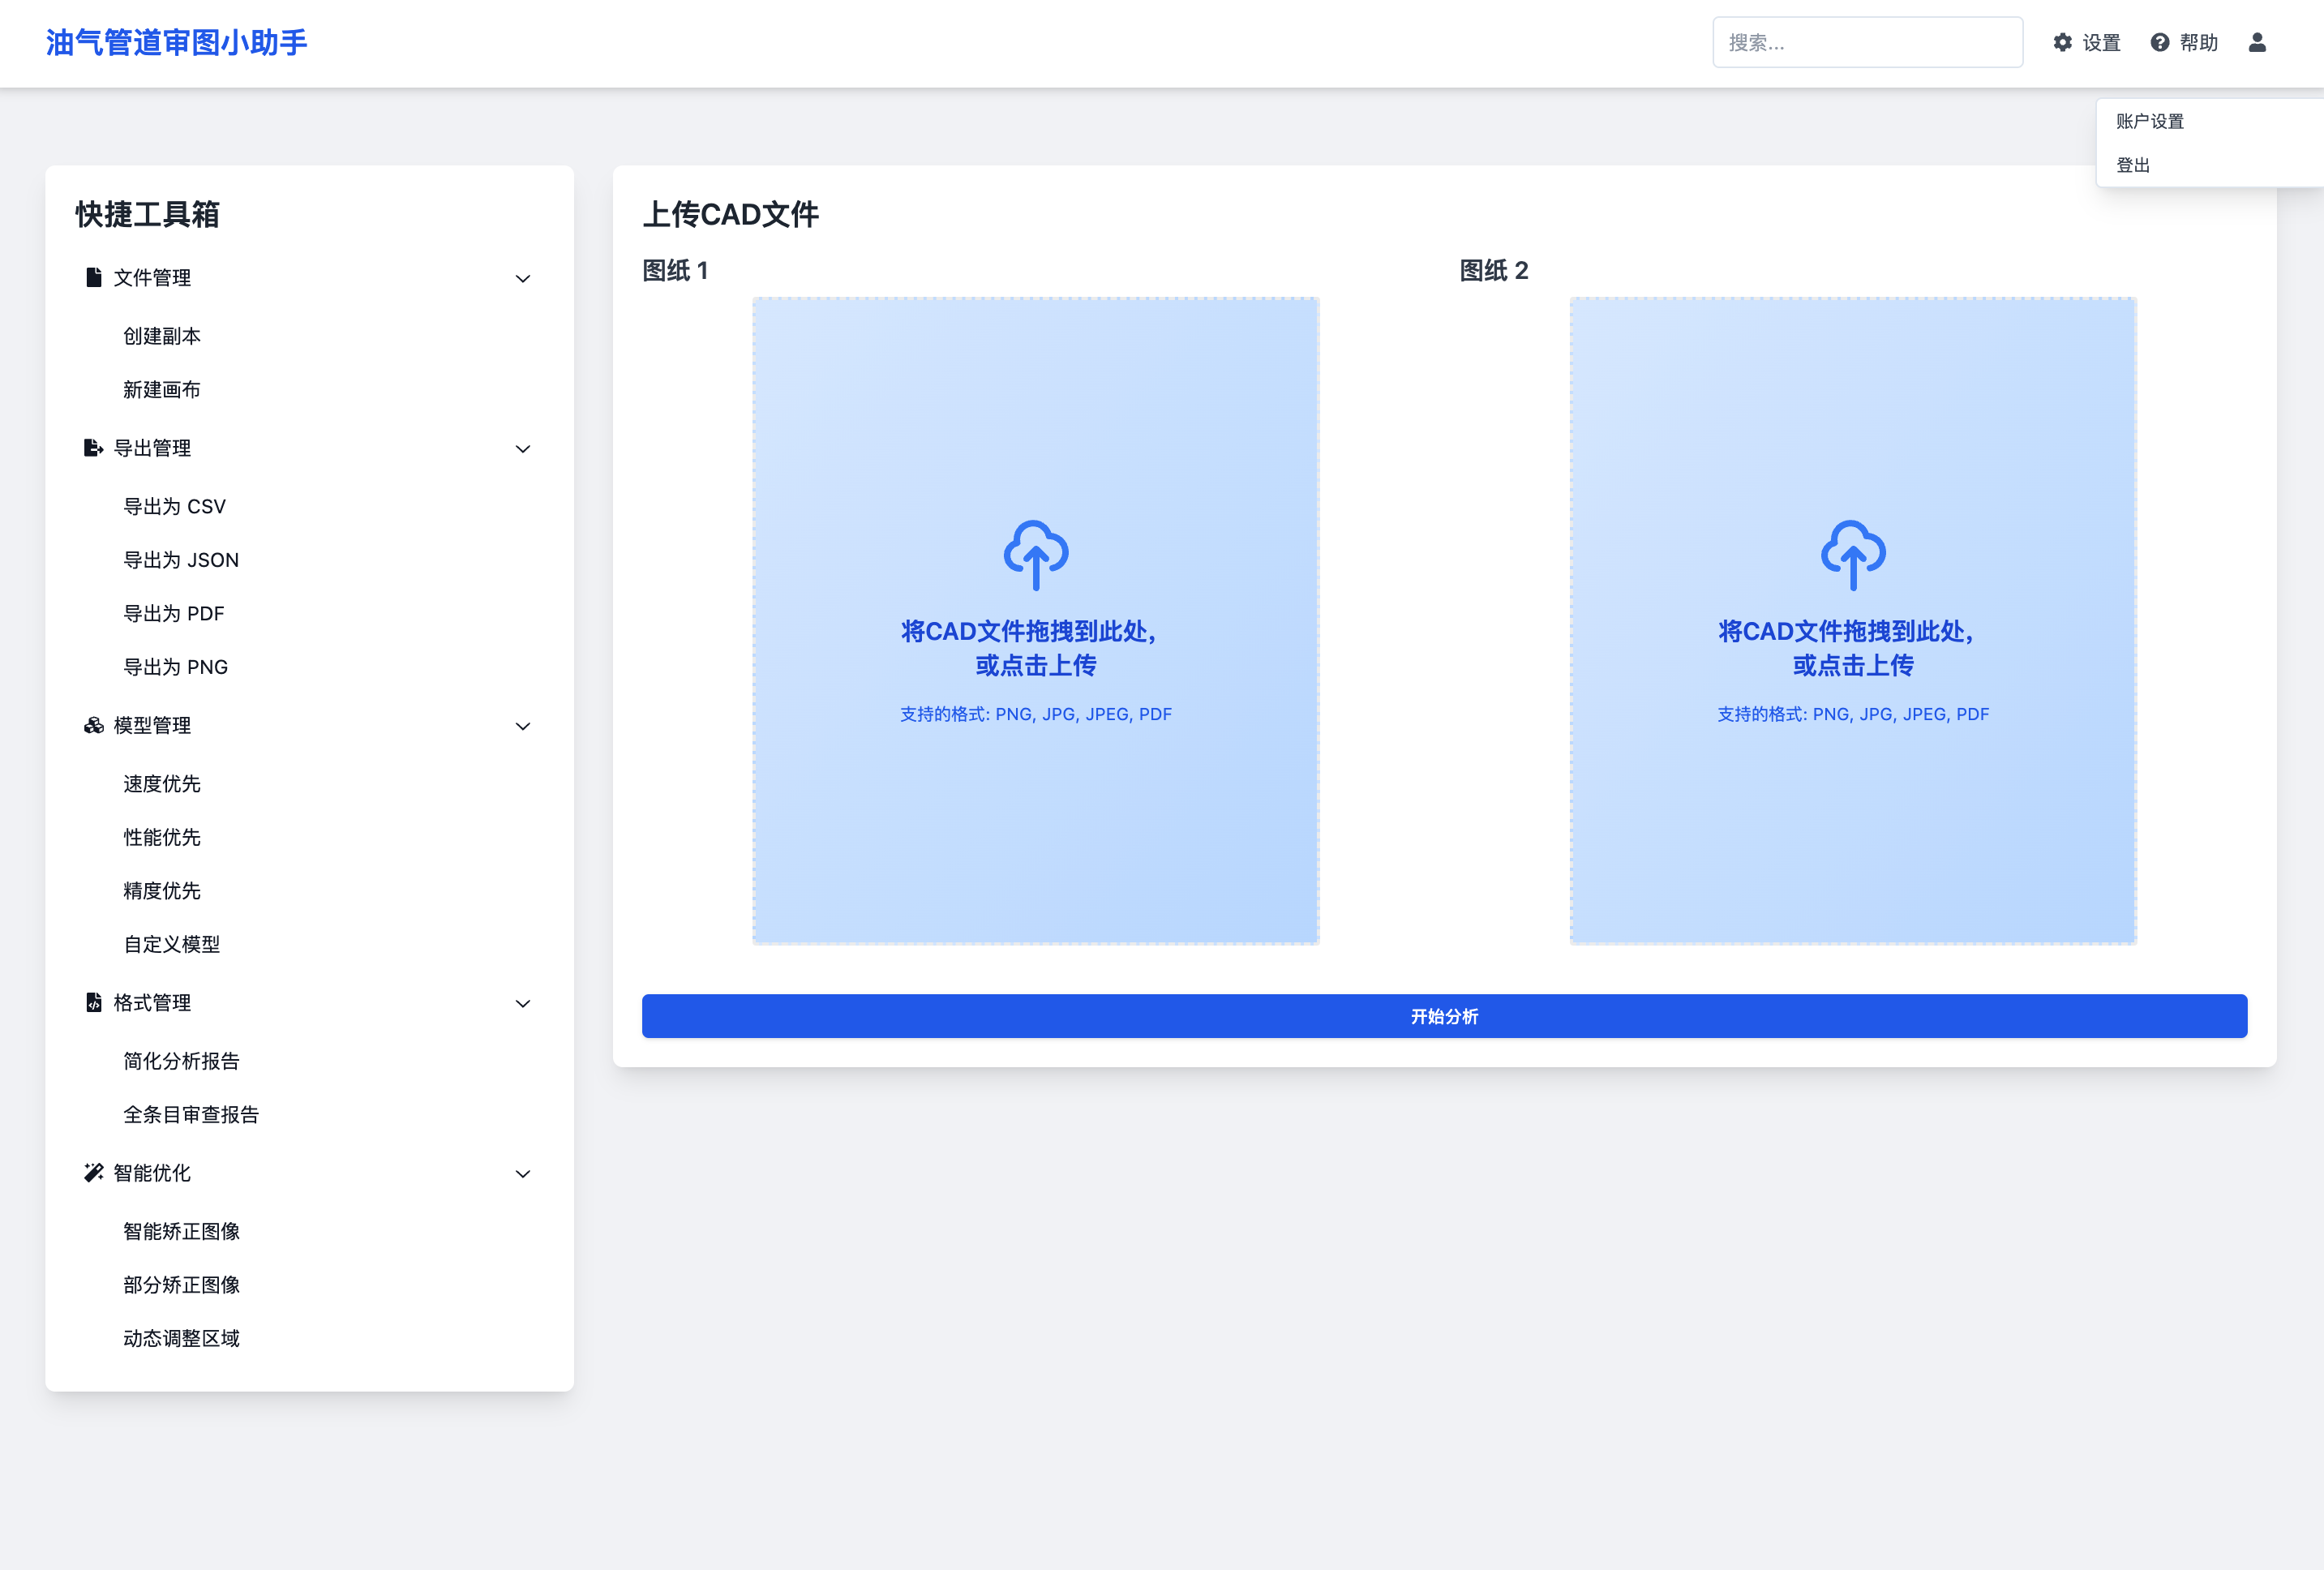 油气管道审图小助手
搜索...
设置
帮助
账户设置
登出
快捷工具箱
文件管理
创建副本
新建画布
导出管理
导出为 CSV
导出为 JSON
导出为 PDF
导出为 PNG
模型管理
速度优先
性能优先
精度优先
自定义模型
格式管理
简化分析报告
全条目审查报告
智能优化
智能矫正图像
部分矫正图像
动态调整区域
上传CAD文件
图纸 1
将CAD文件拖拽到此处,
或点击上传
支持的格式: PNG, JPG, JPEG, PDF
图纸 2
将CAD文件拖拽到此处,
或点击上传
支持的格式: PNG, JPG, JPEG, PDF
开始分析